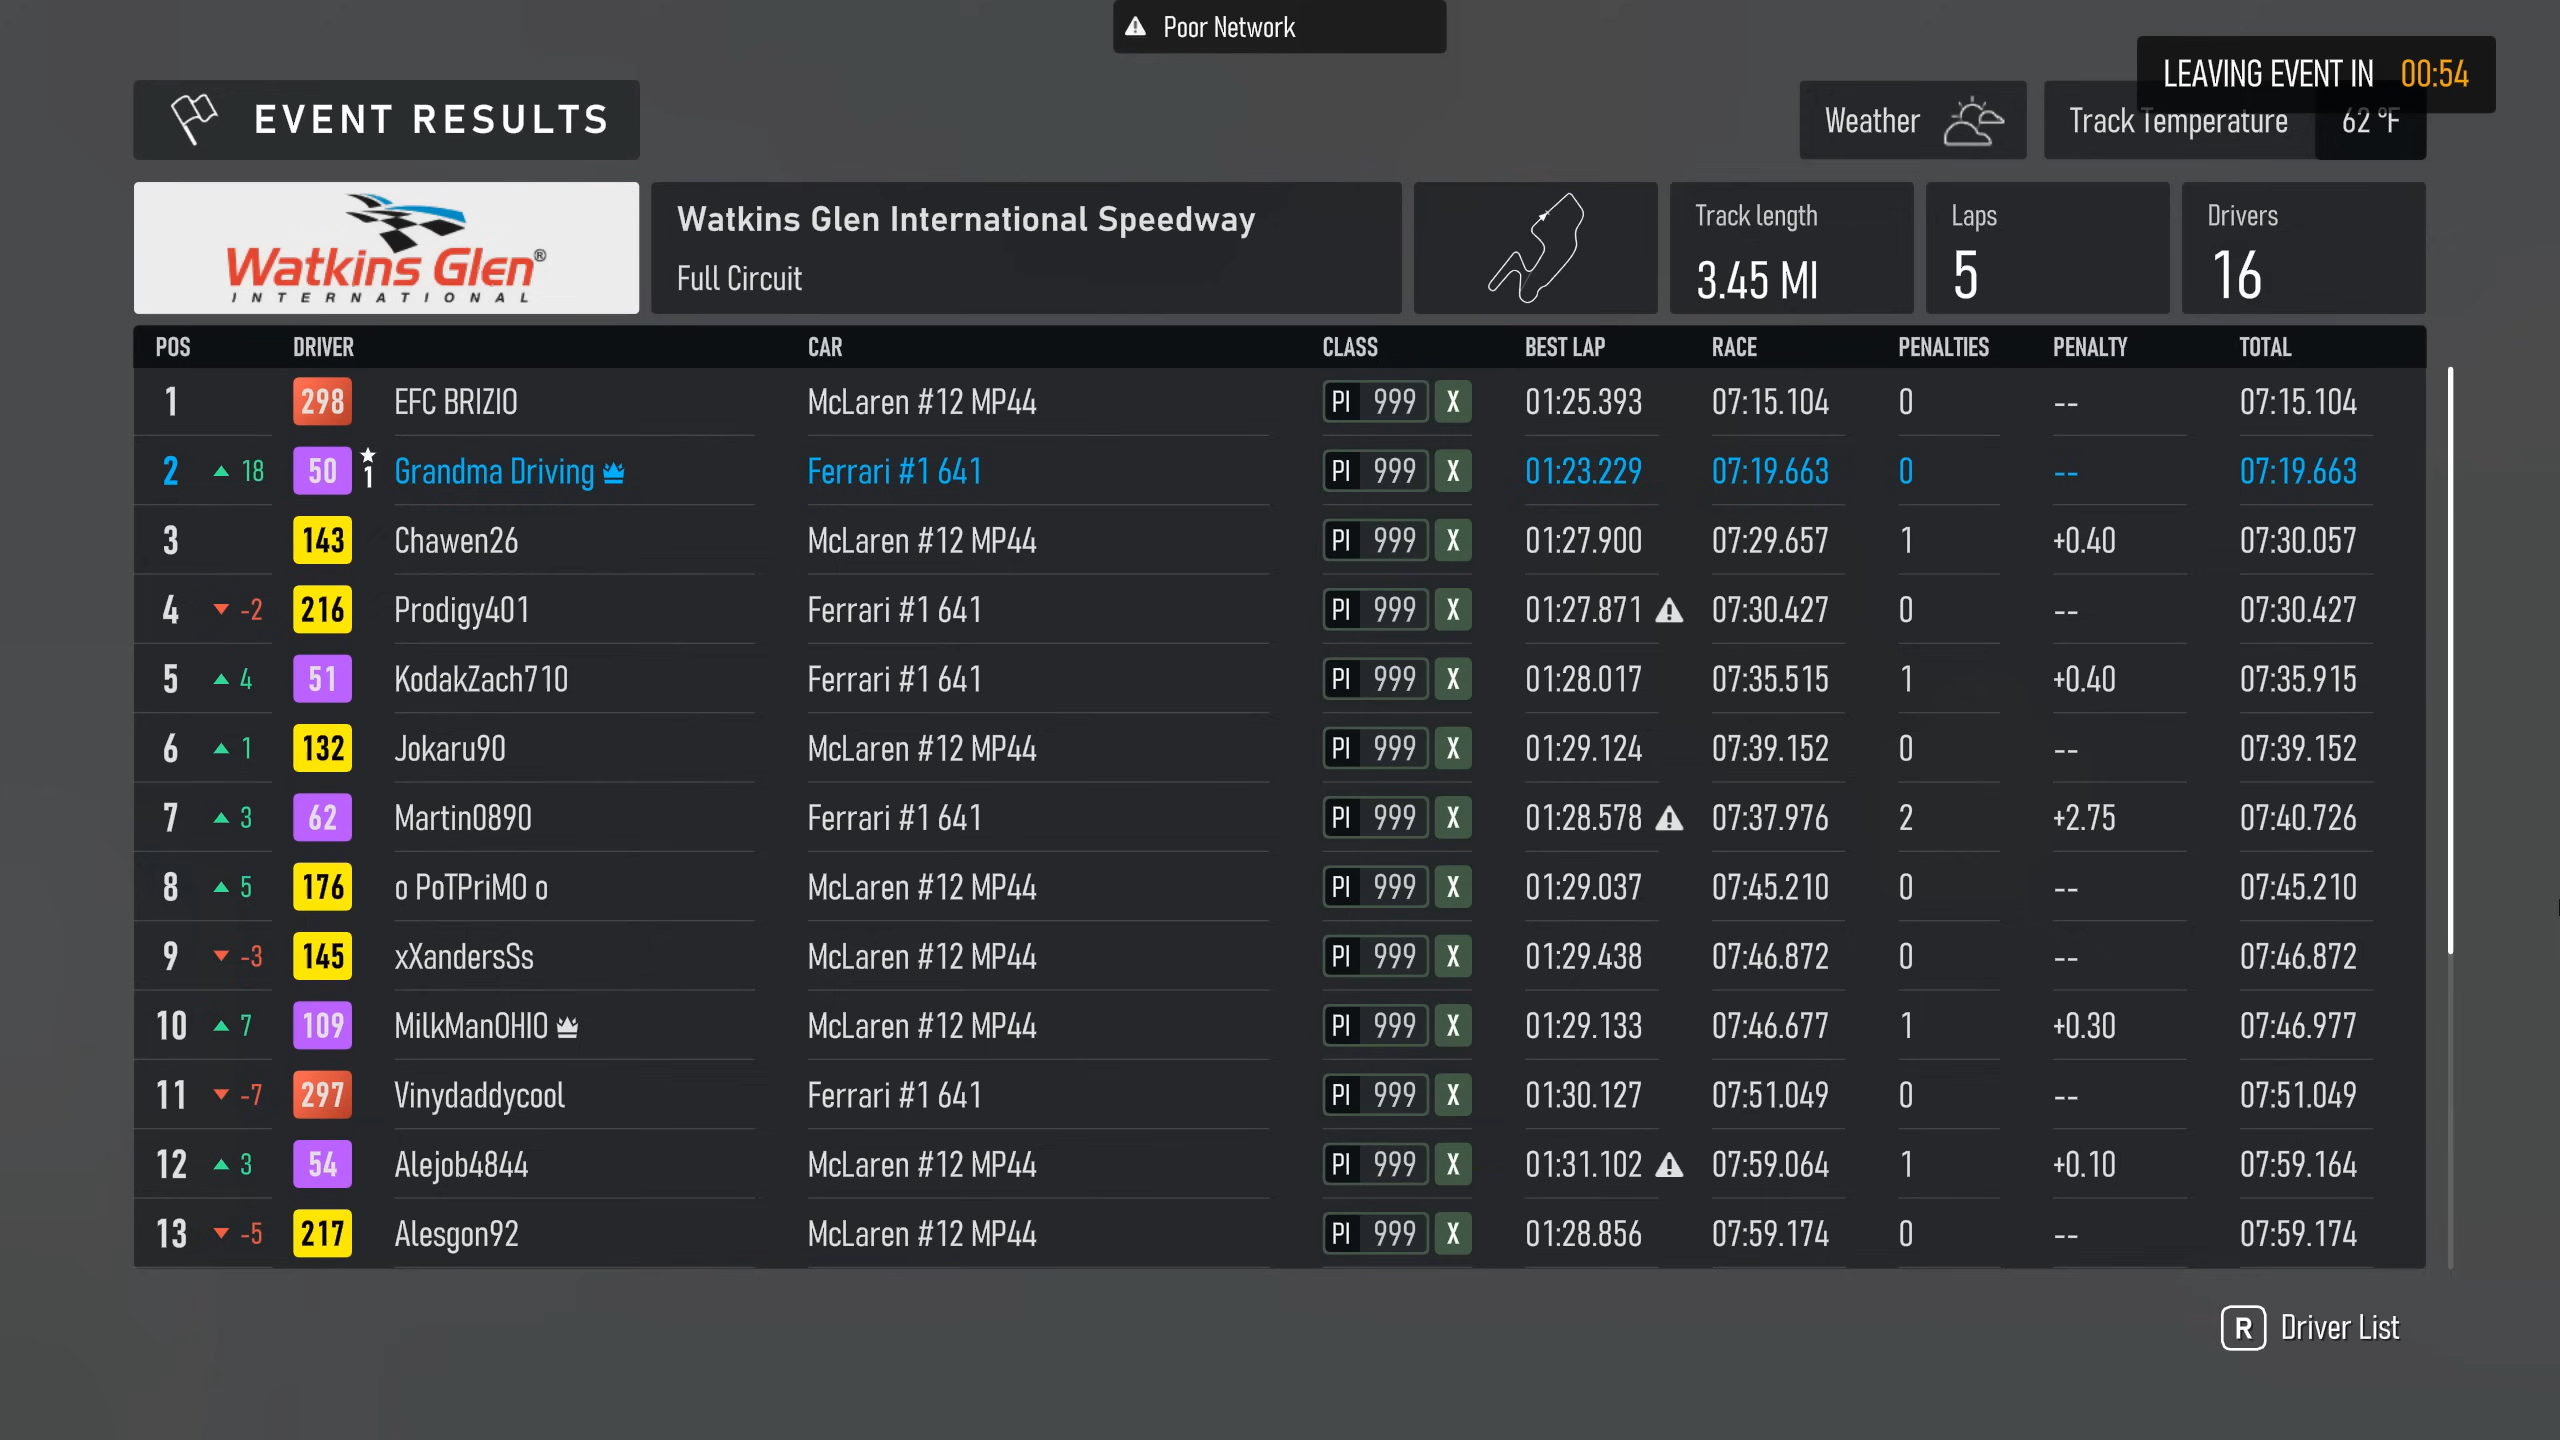 Poor Network
LEAVING EVENT IN 00:54
EVENT RESULTS
Weather
Track Temperature 62 °F
Watkins Glen®
INTERNATIONAL
Watkins Glen International Speedway
Full Circuit
Track length
3.45 MI
Laps
5
Drivers
16
POS DRIVER CAR CLASS BEST LAP RACE PENALTIES PENALTY TOTAL
1 298 EFC BRIZIO McLaren #12 MP44 PI 999 X 01:25.393 07:15.104 0 -- 07:15.104
2 ▲ 18 50 ★ 1 Grandma Driving Ferrari #1 641 PI 999 X 01:23.229 07:19.663 0 -- 07:19.663
3 143 Chawen26 McLaren #12 MP44 PI 999 X 01:27.900 07:29.657 1 +0.40 07:30.057
4 ▼ -2 216 Prodigy401 Ferrari #1 641 PI 999 X 01:27.871 07:30.427 0 -- 07:30.427
5 ▲ 4 51 KodakZach710 Ferrari #1 641 PI 999 X 01:28.017 07:35.515 1 +0.40 07:35.915
6 ▲ 1 132 Jokaru90 McLaren #12 MP44 PI 999 X 01:29.124 07:39.152 0 -- 07:39.152
7 ▲ 3 62 Martin0890 Ferrari #1 641 PI 999 X 01:28.578 07:37.976 2 +2.75 07:40.726
8 ▲ 5 176 o PoTPriMO o McLaren #12 MP44 PI 999 X 01:29.037 07:45.210 0 -- 07:45.210
9 ▼ -3 145 xXandersSs McLaren #12 MP44 PI 999 X 01:29.438 07:46.872 0 -- 07:46.872
10 ▲ 7 109 MilkManOHIO McLaren #12 MP44 PI 999 X 01:29.133 07:46.677 1 +0.30 07:46.977
11 ▼ -7 297 Vinydaddycool Ferrari #1 641 PI 999 X 01:30.127 07:51.049 0 -- 07:51.049
12 ▲ 3 54 Alejob4844 McLaren #12 MP44 PI 999 X 01:31.102 07:59.064 1 +0.10 07:59.164
13 ▼ -5 217 Alesgon92 McLaren #12 MP44 PI 999 X 01:28.856 07:59.174 0 -- 07:59.174
R Driver List